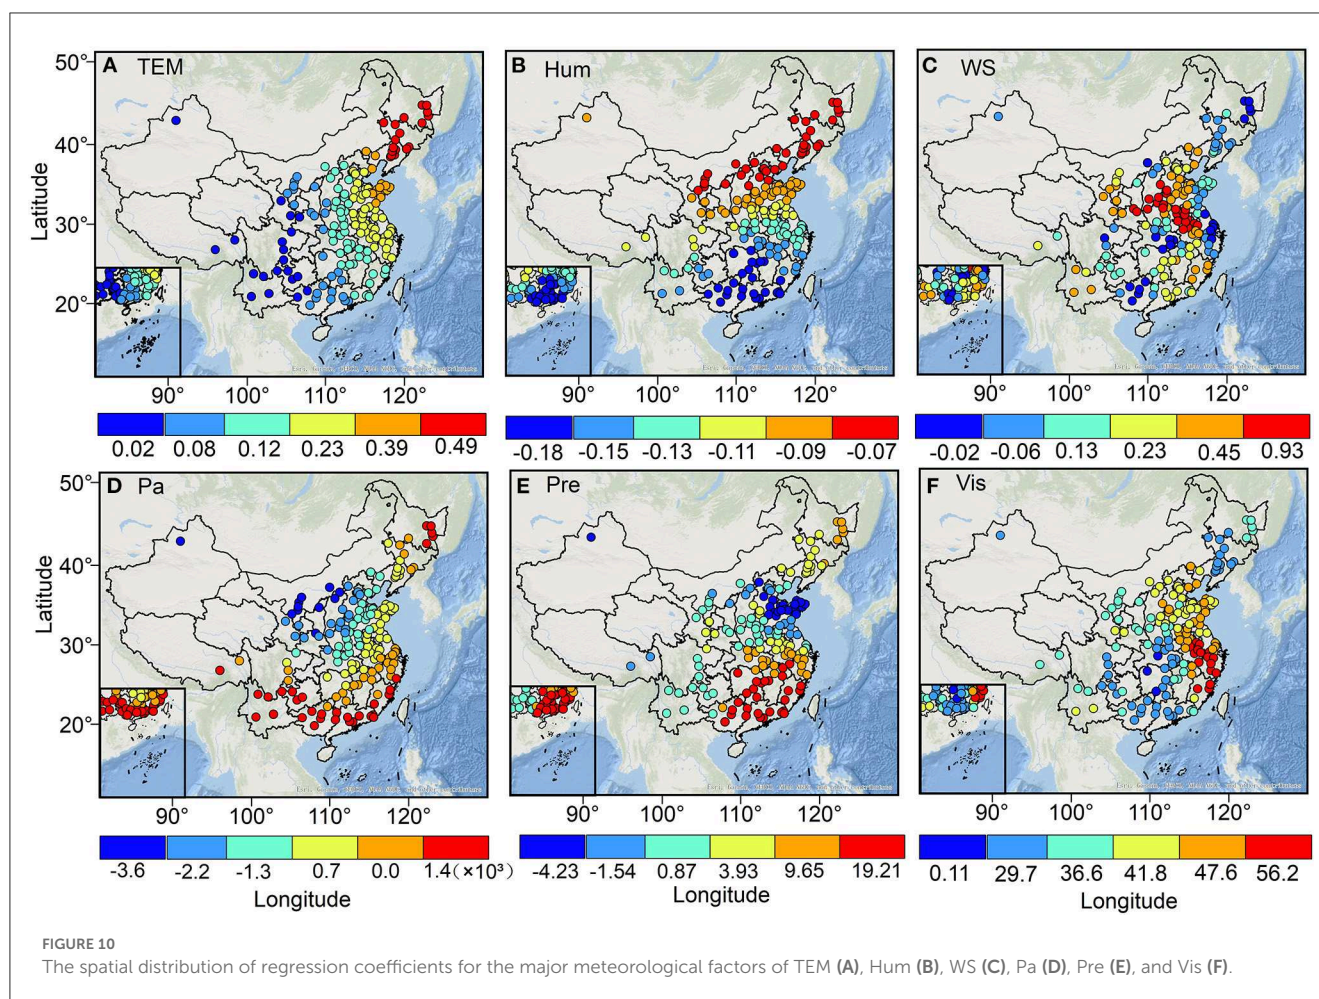 A TEM
B Hum
C WS
50°
40°
30°
20°
Latitude
90° 100° 110° 120°
90° 100° 110° 120°
90° 100° 110° 120°
0.02 0.08 0.12 0.23 0.39 0.49
-0.18 -0.15 -0.13 -0.11 -0.09 -0.07
-0.02 -0.06 0.13 0.23 0.45 0.93
D Pa
E Pre
F Vis
50°
40°
30°
20°
Latitude
90° 100° 110° 120°
90° 100° 110° 120°
90° 100° 110° 120°
-3.6 -2.2 -1.3 0.7 0.0 1.4(×10³)
-4.23 -1.54 0.87 3.93 9.65 19.21
0.11 29.7 36.6 41.8 47.6 56.2
Longitude
Longitude
Longitude
FIGURE 10
The spatial distribution of regression coefficients for the major meteorological factors of TEM (A), Hum (B), WS (C), Pa (D), Pre (E), and Vis (F).